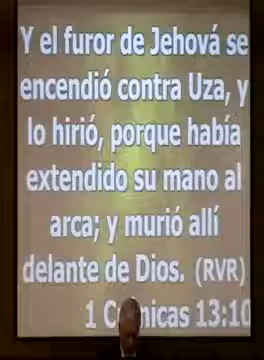 Y el furor de Jehová se
encendió contra Uza, y
lo hirió, porque había
extendido su mano al
arca; y murió allí
delante de Dios. (RVR)
1 13:10